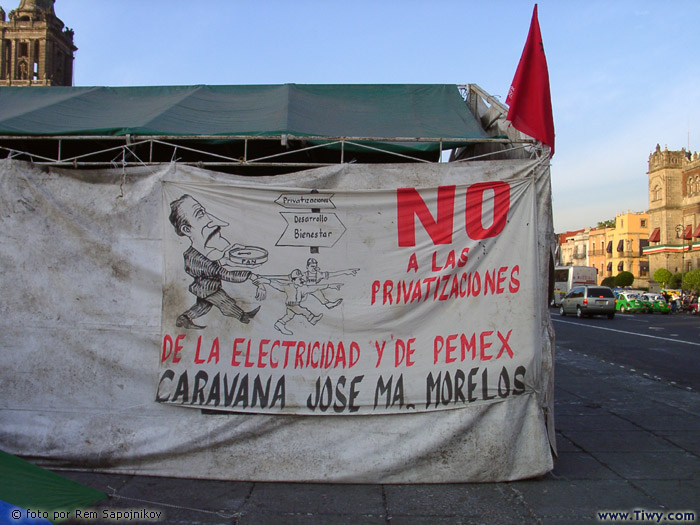 Privatizaciones
Desarrollo
Bienestar
PAN
NO
A LAS
PRIVATIZACIONES
DE LA ELECTRICIDAD Y DE PEMEX
CARAVANA JOSE MA. MORELOS
© foto por Rem Sapojnikov
www.Tiwy.com